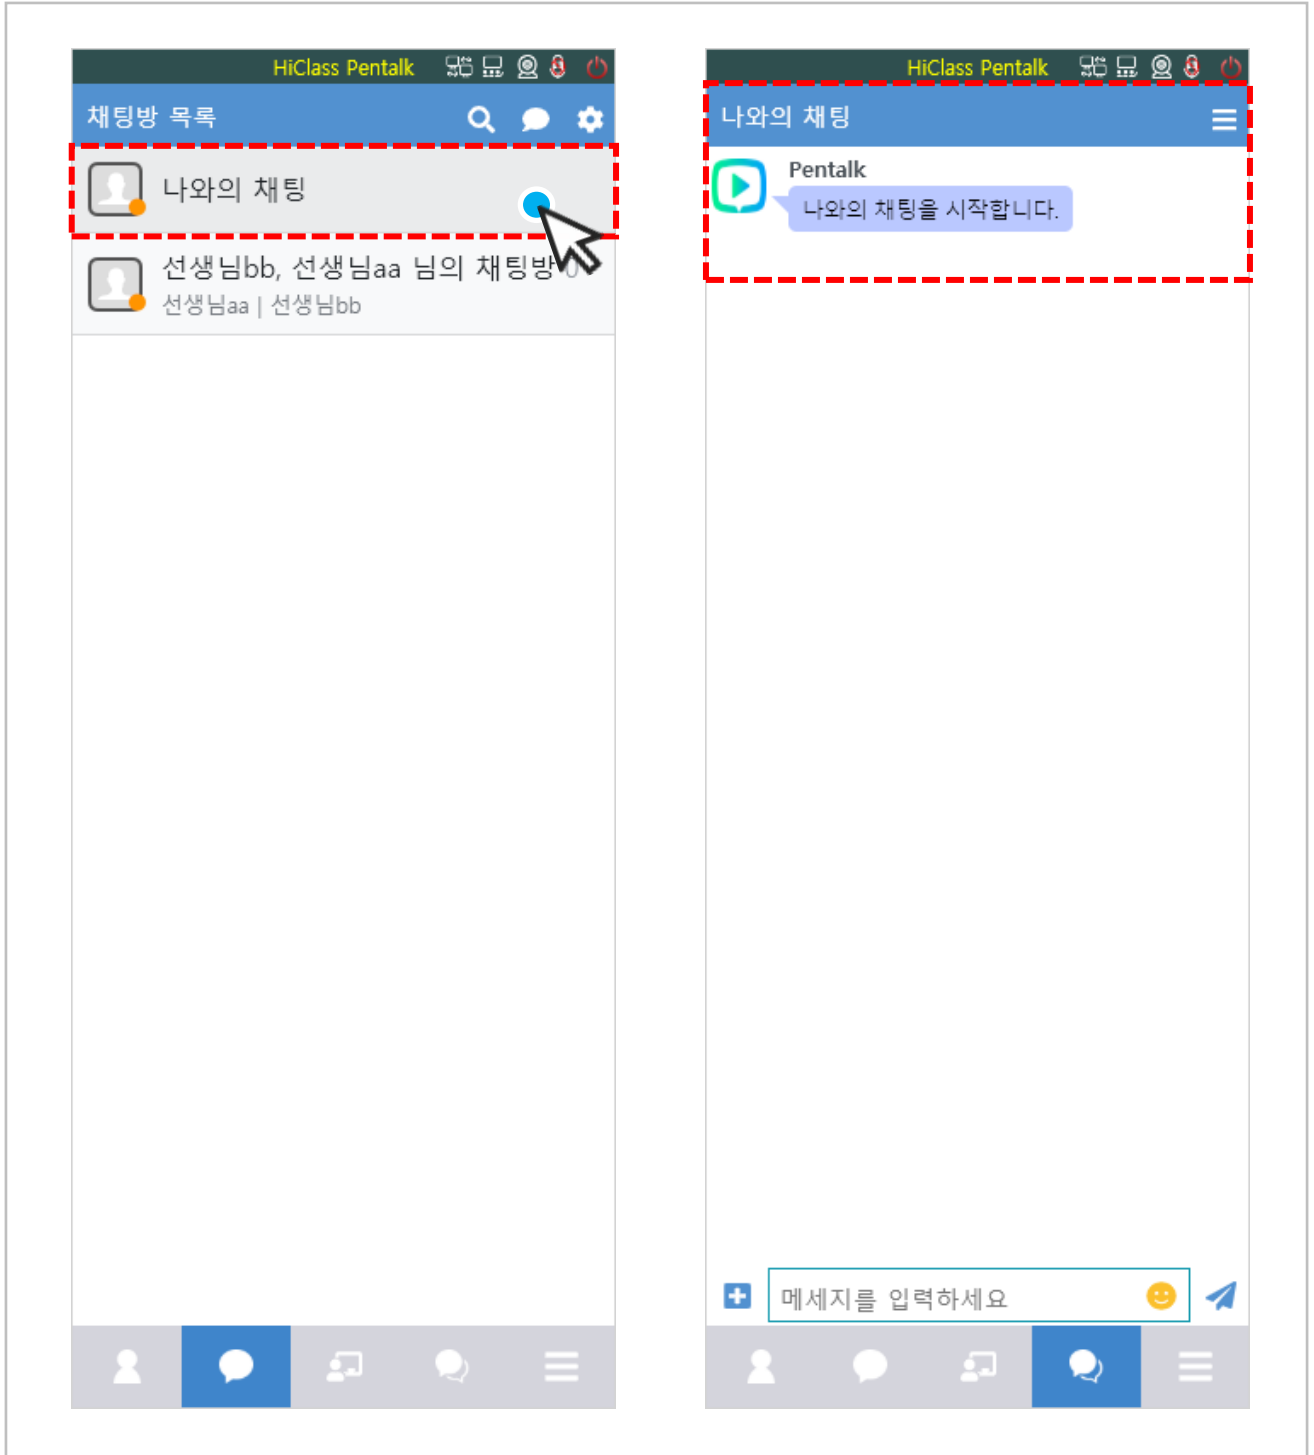 HiClass Pentalk
채팅방 목록
나와의 채팅
선생님bb, 선생님aa 님의 채팅방
선생님aa | 선생님bb
HiClass Pentalk
나와의 채팅
Pentalk
나와의 채팅을 시작합니다.
메세지를 입력하세요